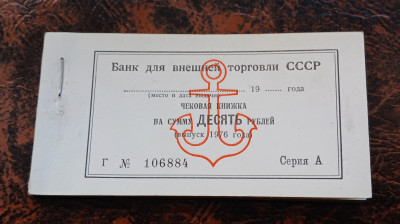 Банк для внешней торговли СССР
19 ....... года
(место и дата выдачи)
ЧЕКОВАЯ КНИЖКА
НА СУММУ ДЕСЯТЬ РУБЛЕЙ
(выпуск 1976 года)
Г № 106884 Серия А